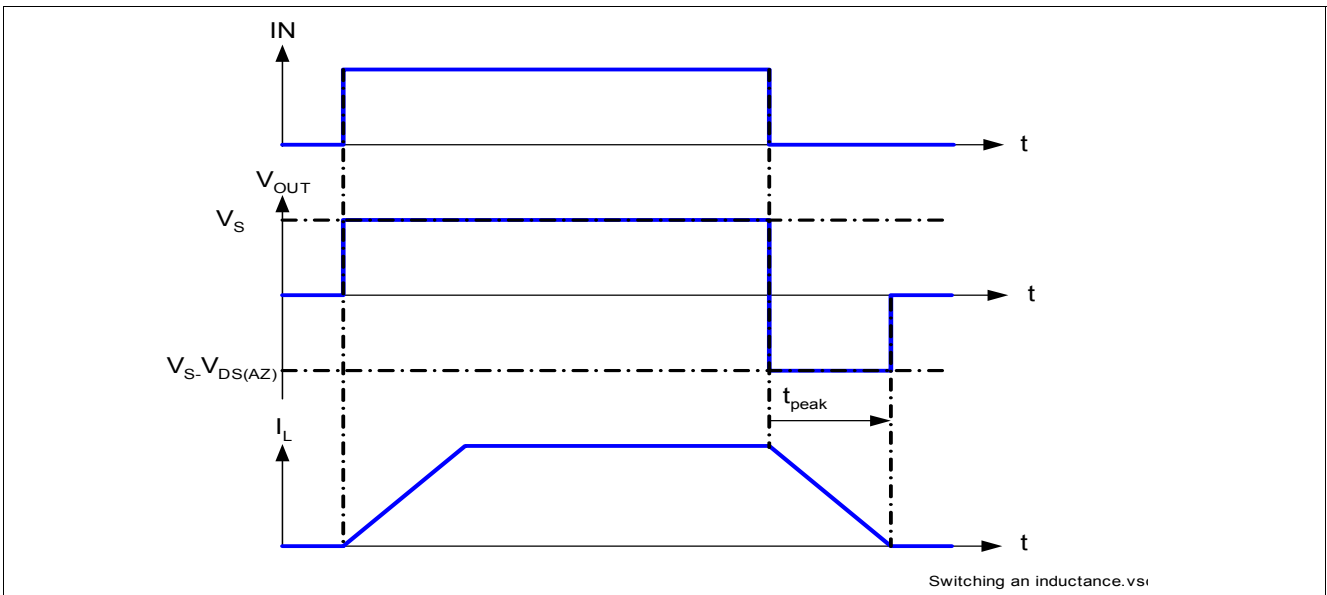 IN
t
V_OUT
V_S
t
V_S-V_DS(AZ)
t_peak
I_L
t
Switching an inductance.vs